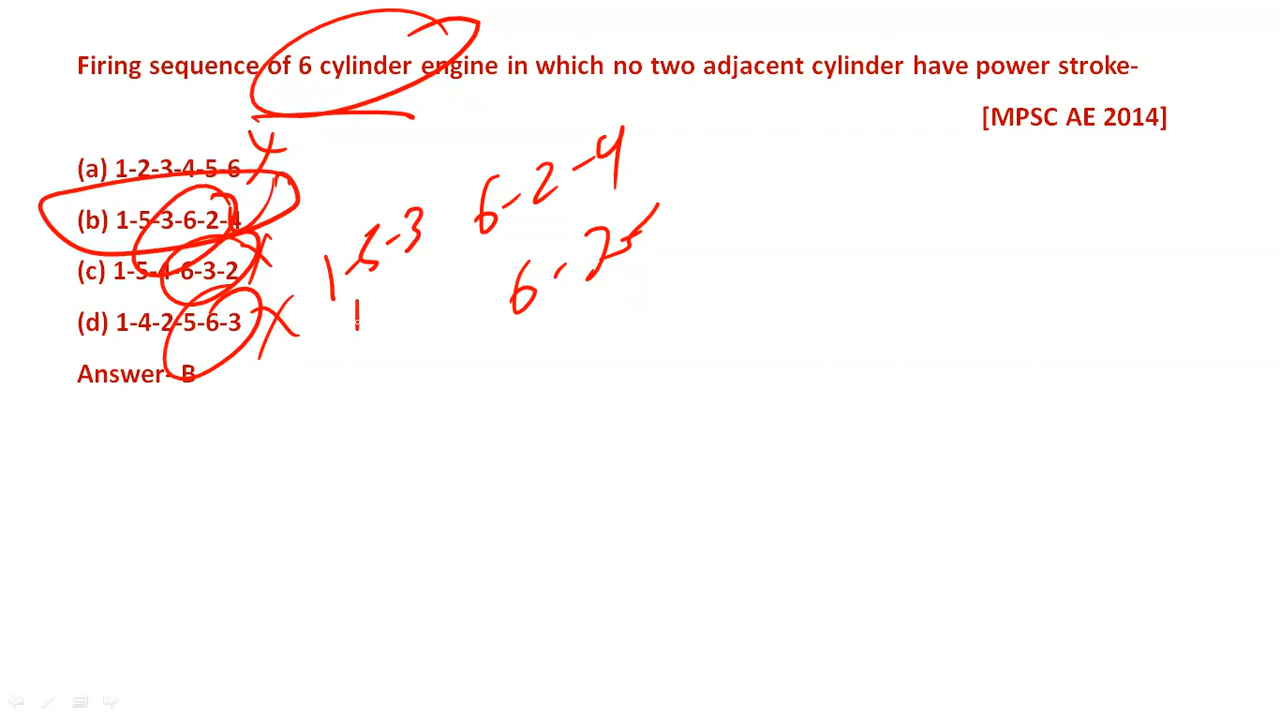 Firing sequence of 6 cylinder engine in which no two adjacent cylinder have power stroke-
[MPSC AE 2014]
(a) 1-2-3-4-5-6
(b) 1-5-3-6-2-4
(c) 1-5-4-6-3-2
(d) 1-4-2-5-6-3
Answer- B
1-5-3 6-2-4
6-